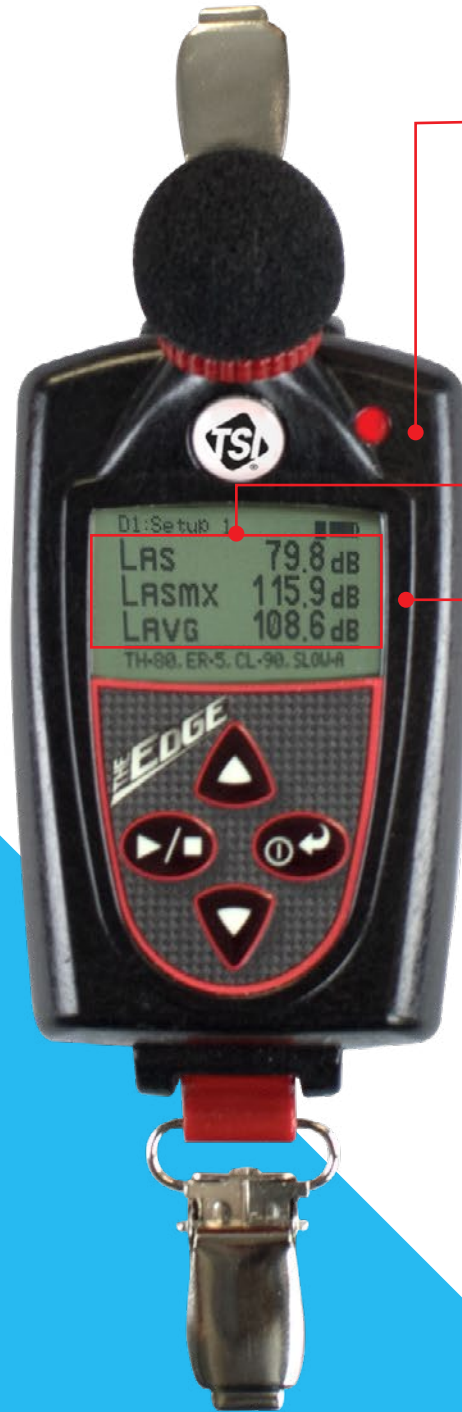 TSI
D1:Setup 1
LAS 79.8 dB
LASMX 115.9 dB
LAVG 108.6 dB
TH-80, ER-5, CL-90, SLOW-A
THE EDGE